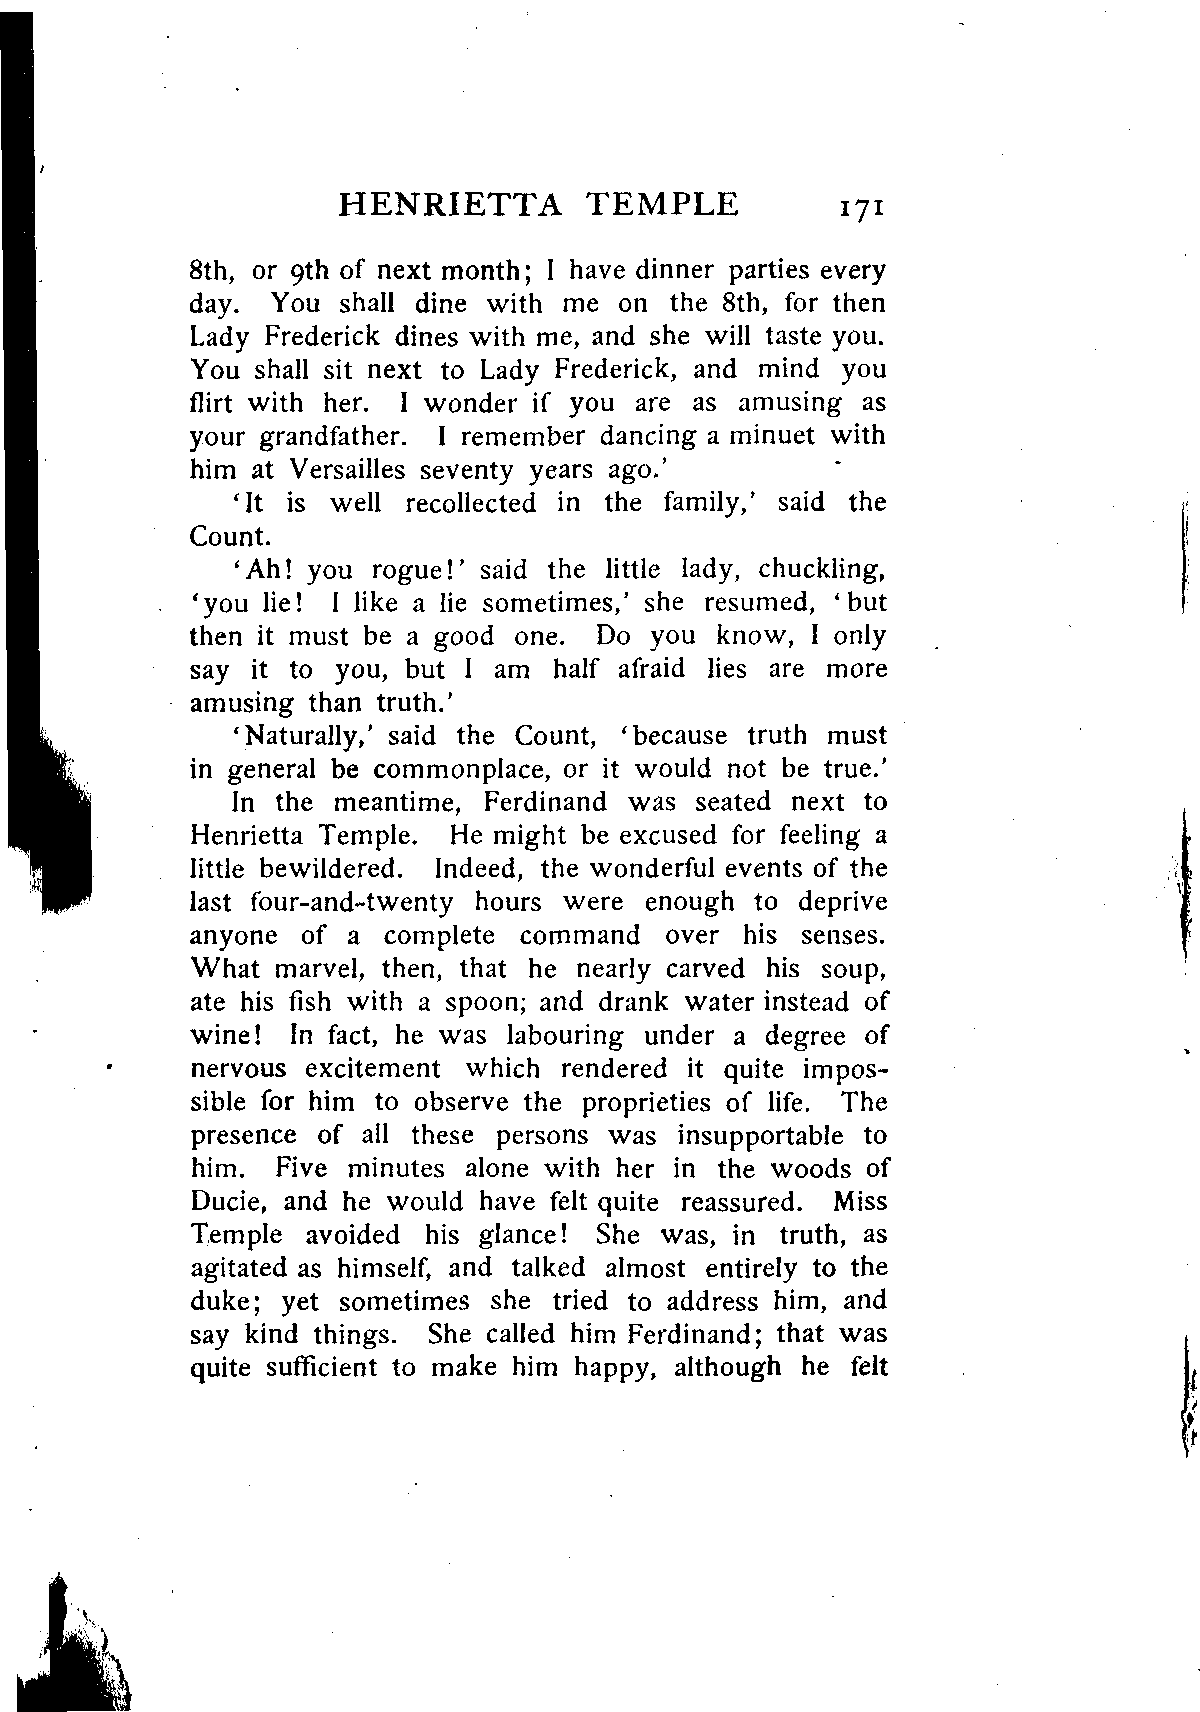 HENRIETTA TEMPLE 171
8th, or 9th of next month; I have dinner parties every
day. You shall dine with me on the 8th, for then
Lady Frederick dines with me, and she will taste you.
You shall sit next to Lady Frederick, and mind you
flirt with her. I wonder if you are as amusing as
your grandfather. I remember dancing a minuet with
him at Versailles seventy years ago.'
'It is well recollected in the family,' said the
Count.
'Ah! you rogue!' said the little lady, chuckling,
'you lie! I like a lie sometimes,' she resumed, 'but
then it must be a good one. Do you know, I only
say it to you, but I am half afraid lies are more
amusing than truth.'
'Naturally,' said the Count, 'because truth must
in general be commonplace, or it would not be true.'
In the meantime, Ferdinand was seated next to
Henrietta Temple. He might be excused for feeling a
little bewildered. Indeed, the wonderful events of the
last four-and-twenty hours were enough to deprive
anyone of a complete command over his senses.
What marvel, then, that he nearly carved his soup,
ate his fish with a spoon; and drank water instead of
wine! In fact, he was labouring under a degree of
nervous excitement which rendered it quite impos-
sible for him to observe the proprieties of life. The
presence of all these persons was insupportable to
him. Five minutes alone with her in the woods of
Ducie, and he would have felt quite reassured. Miss
Temple avoided his glance! She was, in truth, as
agitated as himself, and talked almost entirely to the
duke; yet sometimes she tried to address him, and
say kind things. She called him Ferdinand; that was
quite sufficient to make him happy, although he felt